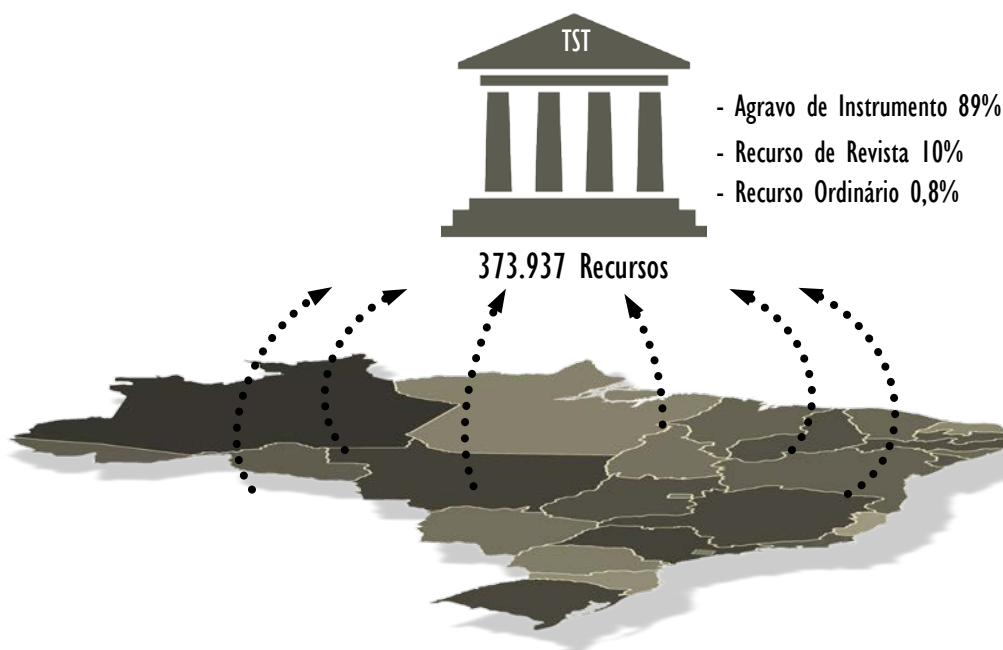 TST
- Agravo de Instrumento 89%
- Recurso de Revista 10%
- Recurso Ordinário 0,8%
373.937 Recursos